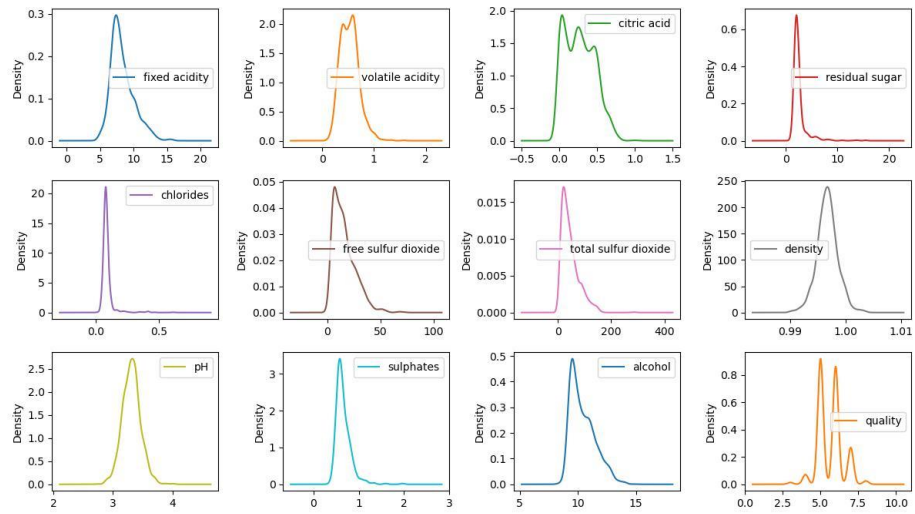 0.3
0.2
0.1
0.0
Density
fixed acidity
0 5 10 15 20
2.0
1.5
1.0
0.5
0.0
Density
volatile acidity
0 1 2
2.0
1.5
1.0
0.5
0.0
Density
citric acid
−0.5 0.0 0.5 1.0 1.5
0.6
0.4
0.2
0.0
Density
residual sugar
0 10 20
20
15
10
5
0
Density
chlorides
0.0 0.5
0.05
0.04
0.03
0.02
0.01
0.00
Density
free sulfur dioxide
0 50 100
0.015
0.010
0.005
0.000
Density
total sulfur dioxide
0 200 400
250
200
150
100
50
0
Density
density
0.99 1.00 1.01
2.5
2.0
1.5
1.0
0.5
0.0
Density
pH
2 3 4
3
2
1
0
Density
sulphates
0 1 2 3
0.5
0.4
0.3
0.2
0.1
0.0
Density
alcohol
5 10 15
0.8
0.6
0.4
0.2
0.0
Density
quality
0.0 2.5 5.0 7.5 10.0